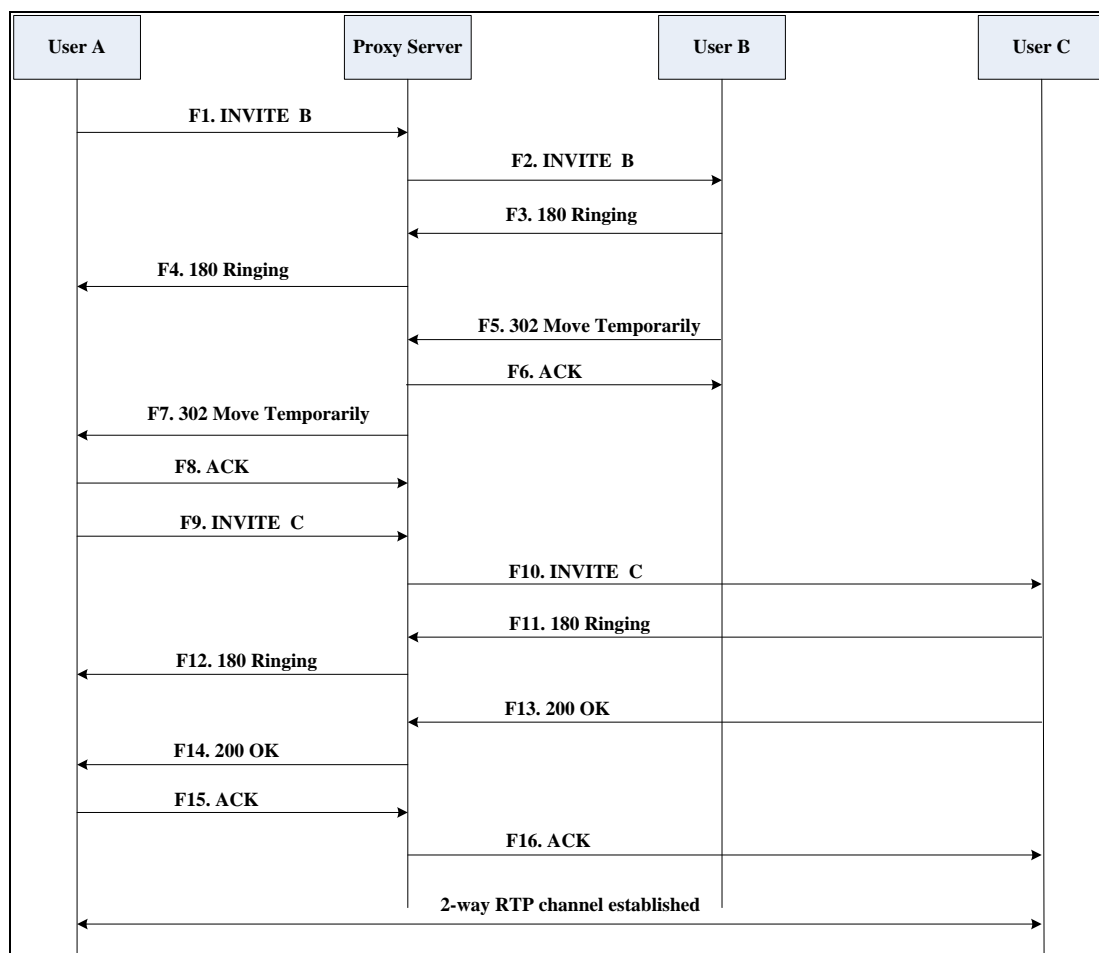 User A
Proxy Server
User B
User C
F1. INVITE B
F2. INVITE B
F3. 180 Ringing
F4. 180 Ringing
F5. 302 Move Temporarily
F6. ACK
F7. 302 Move Temporarily
F8. ACK
F9. INVITE C
F10. INVITE C
F11. 180 Ringing
F12. 180 Ringing
F13. 200 OK
F14. 200 OK
F15. ACK
F16. ACK
2-way RTP channel established